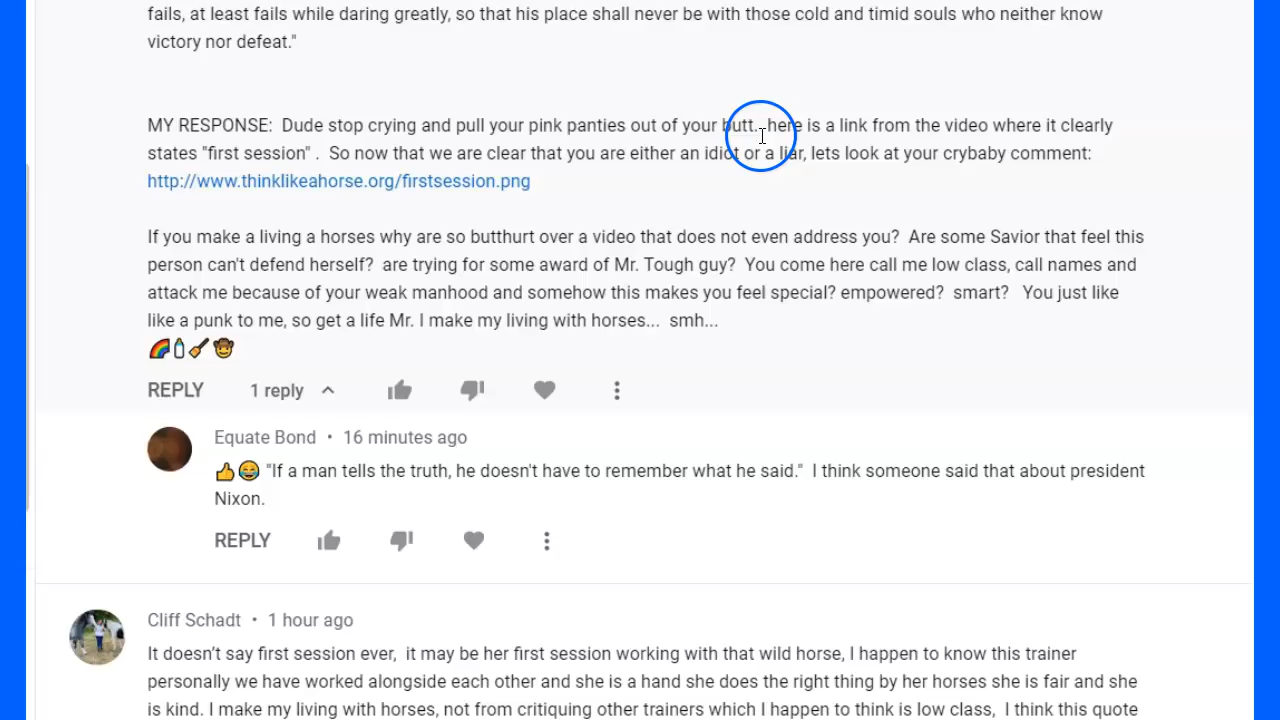 fails, at least fails while daring greatly, so that his place shall never be with those cold and timid souls who neither know
victory nor defeat."
MY RESPONSE:  Dude stop crying and pull your pink panties out of your butt.. here is a link from the video where it clearly
states "first session" .  So now that we are clear that you are either an idiot or a liar, lets look at your crybaby comment:
http://www.thinklikeahorse.org/firstsession.png
If you make a living a horses why are so butthurt over a video that does not even address you?  Are some Savior that feel this
person can't defend herself?  are trying for some award of Mr. Tough guy?  You come here call me low class, call names and
attack me because of your weak manhood and somehow this makes you feel special? empowered?  smart?   You just like
like a punk to me, so get a life Mr. I make my living with horses...  smh...
🌈🍼🧹🤠
REPLY 1 reply
Equate Bond • 16 minutes ago
👍😂 "If a man tells the truth, he doesn't have to remember what he said."  I think someone said that about president
Nixon.
REPLY
Cliff Schadt • 1 hour ago
It doesn’t say first session ever,  it may be her first session working with that wild horse, I happen to know this trainer
personally we have worked alongside each other and she is a hand she does the right thing by her horses she is fair and she
is kind. I make my living with horses, not from critiquing other trainers which I happen to think is low class,  I think this quote